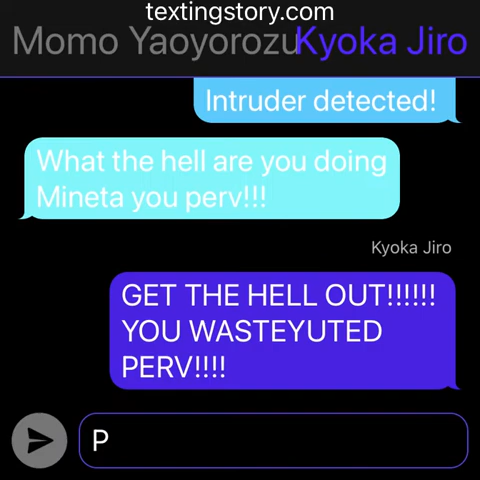 textingstory.com
Momo Yaoyorozu Kyoka Jiro
Intruder detected!
What the hell are you doing
Mineta you perv!!!
Kyoka Jiro
GET THE HELL OUT!!!!!!
YOU WASTEYUTED
PERV!!!!
P